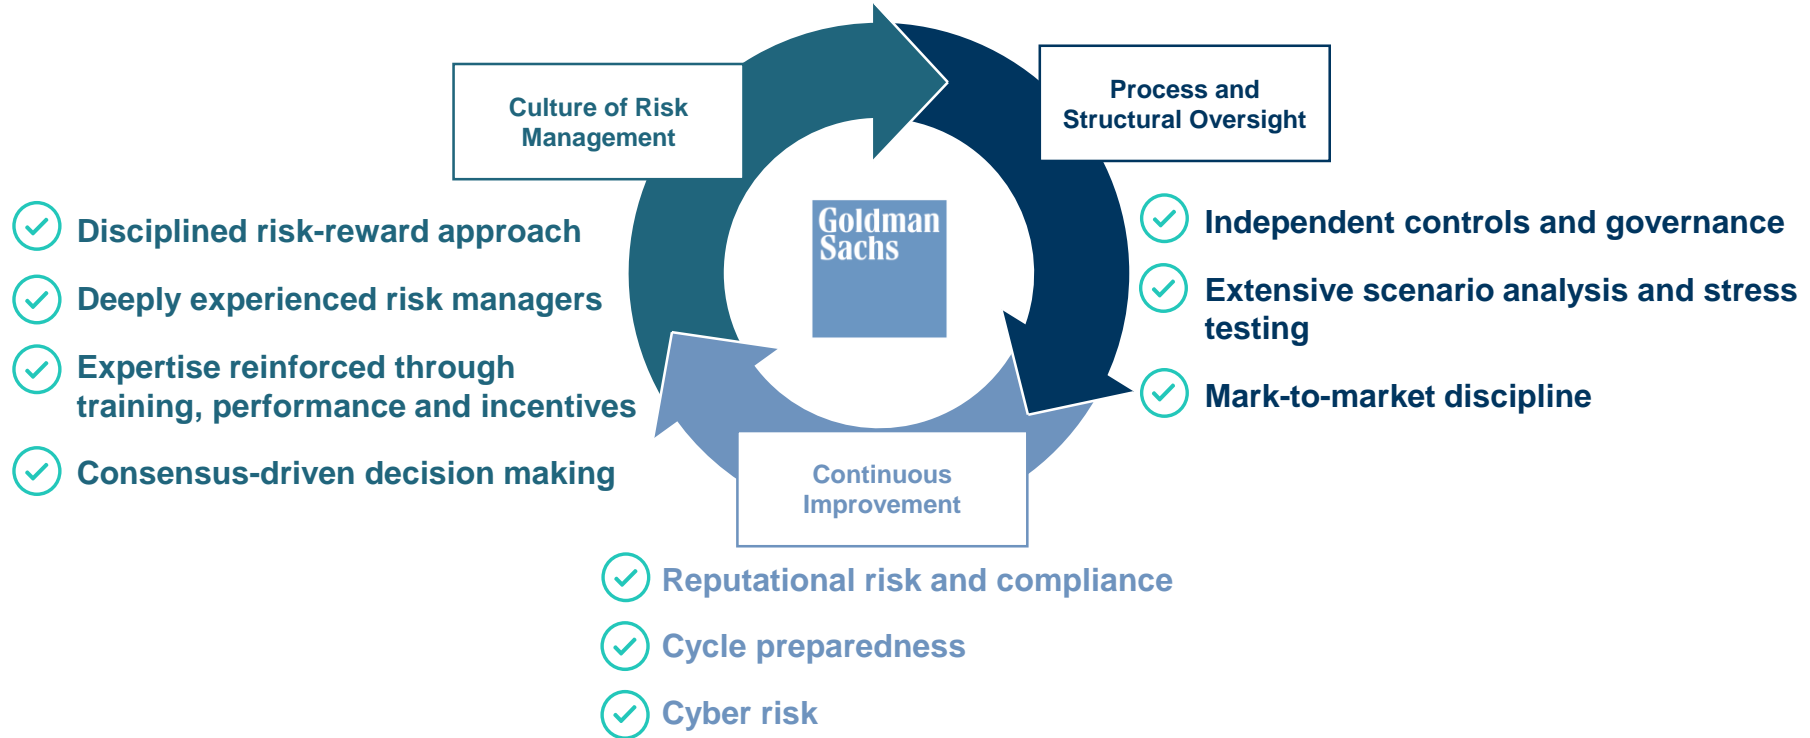 Culture of Risk
Management
Process and
Structural Oversight
Goldman
Sachs
Disciplined risk-reward approach
Deeply experienced risk managers
Expertise reinforced through
training, performance and incentives
Consensus-driven decision making
Independent controls and governance
Extensive scenario analysis and stress
testing
Mark-to-market discipline
Continuous
Improvement
Reputational risk and compliance
Cycle preparedness
Cyber risk